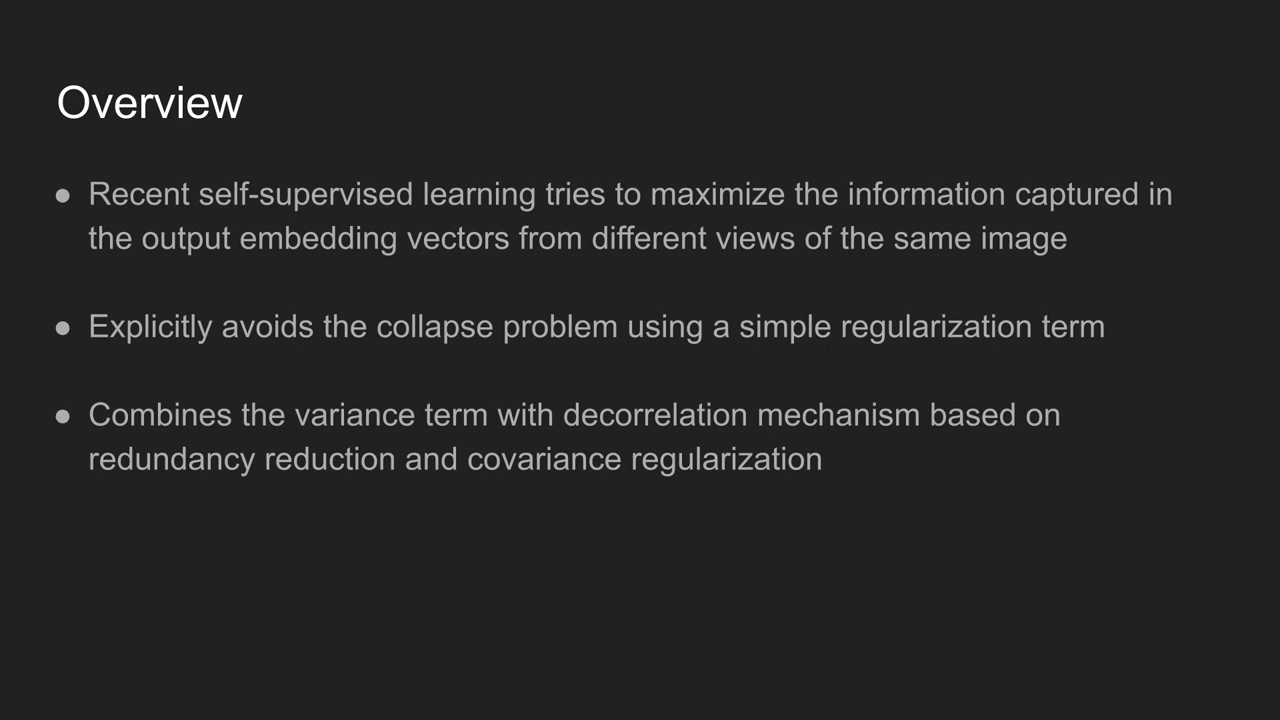 Overview
● Recent self-supervised learning tries to maximize the information captured in
the output embedding vectors from different views of the same image
● Explicitly avoids the collapse problem using a simple regularization term
● Combines the variance term with decorrelation mechanism based on
redundancy reduction and covariance regularization